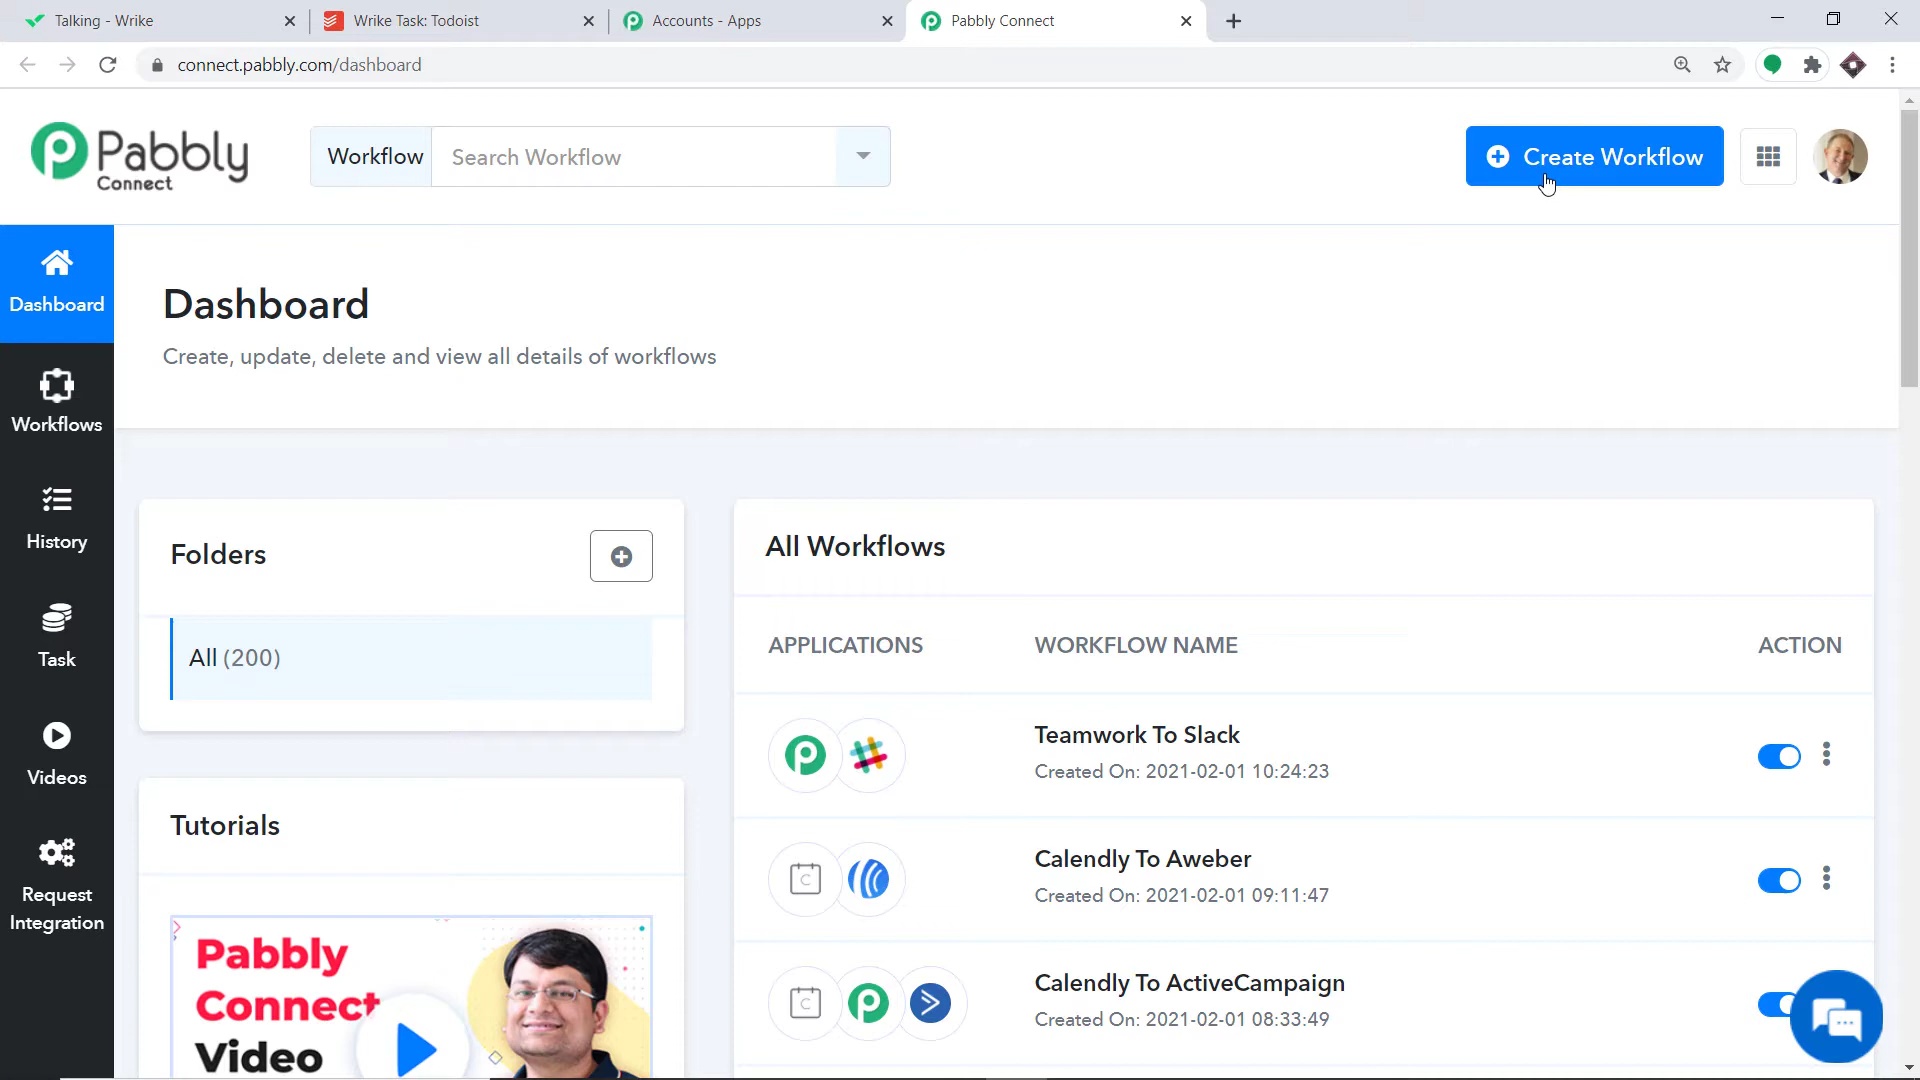 Talking - Wrike
Wrike Task: Todoist
Accounts - Apps
Pabbly Connect
connect.pabbly.com/dashboard
Pabbly
Connect
Workflow
Search Workflow
Create Workflow
Dashboard
Workflows
History
Task
Videos
Request
Integration
Dashboard
Create, update, delete and view all details of workflows
Folders
All (200)
Tutorials
Pabbly
Connect
Video
All Workflows
APPLICATIONS
WORKFLOW NAME
ACTION
Teamwork To Slack
Created On: 2021-02-01 10:24:23
Calendly To Aweber
Created On: 2021-02-01 09:11:47
Calendly To ActiveCampaign
Created On: 2021-02-01 08:33:49